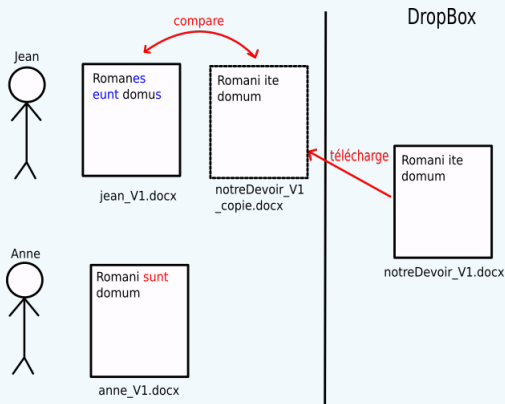 DropBox
compare
Jean
Romanes
eunt domus
jean_V1.docx
Romani ite
domum
notreDevoir_V1
_copie.docx
télécharge
Romani ite
domum
notreDevoir_V1.docx
Anne
Romani sunt
domum
anne_V1.docx